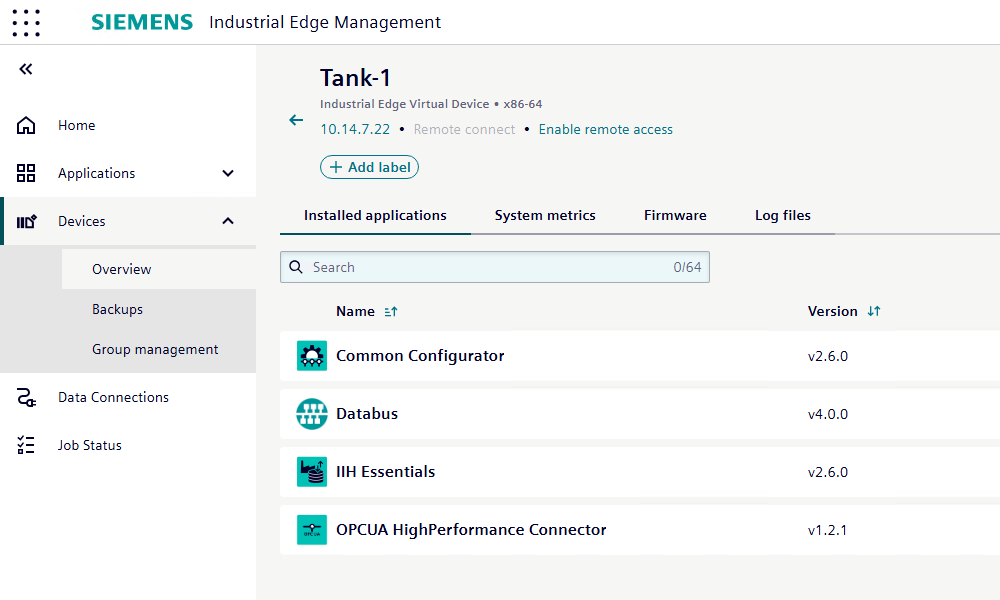 SIEMENS Industrial Edge Management
Tank-1
Industrial Edge Virtual Device • x86-64
10.14.7.22 • Remote connect • Enable remote access
+ Add label
Home
Applications
Devices
Overview
Backups
Group management
Data Connections
Job Status
Installed applications System metrics Firmware Log files
Search 0/64
Name Version
Common Configurator v2.6.0
Databus v4.0.0
IIH Essentials v2.6.0
OPC UA
OPCUA HighPerformance Connector v1.2.1